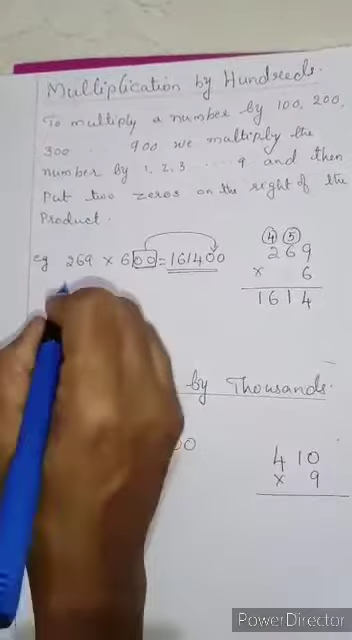 Multiplication by Hundreds.
To multiply a number by 100, 200,
300 . . . . 900 we multiply the
number by 1, 2, 3 ...... 9 and then
Put two zeros on the right of the
Product.
eg 269 × 600 = 161400
4 5
269
× 6
1614
by Thousands.
00
410
× 9
PowerDirector